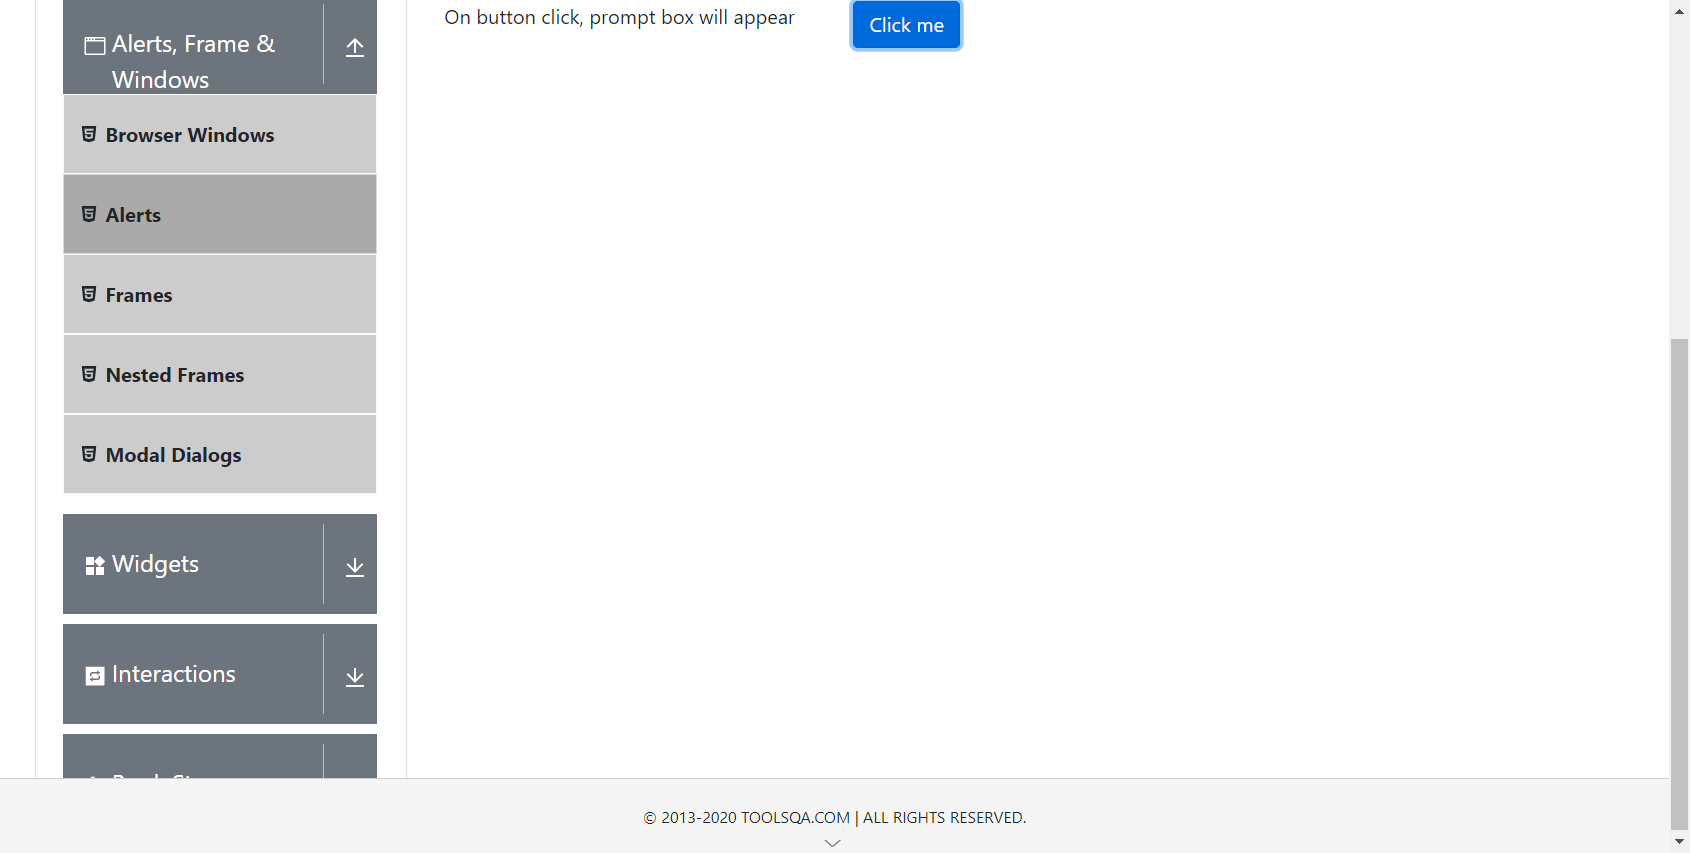 Alerts, Frame &
Windows
Browser Windows
Alerts
Frames
Nested Frames
Modal Dialogs
Widgets
Interactions
On button click, prompt box will appear
Click me
© 2013-2020 TOOLSQA.COM | ALL RIGHTS RESERVED.